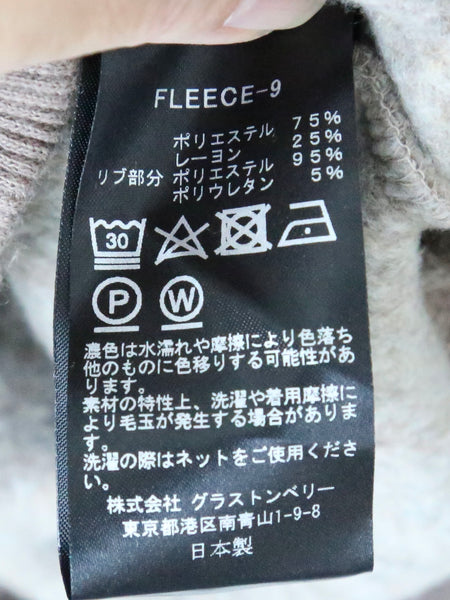 FLEECE-9
ポリエステル 75%
レーヨン 25%
リブ部分 ポリエステル 95%
ポリウレタン 5%
30
P W
濃色は水濡れや摩擦により色落ち
他のものに色移りする可能性があ
ります。
素材の特性上、洗濯や着用摩擦に
より毛玉が発生する場合がありま
す。
洗濯の際はネットをご使用くださ
い。
株式会社 グラストンベリー
東京都港区南青山1-9-8
日本製